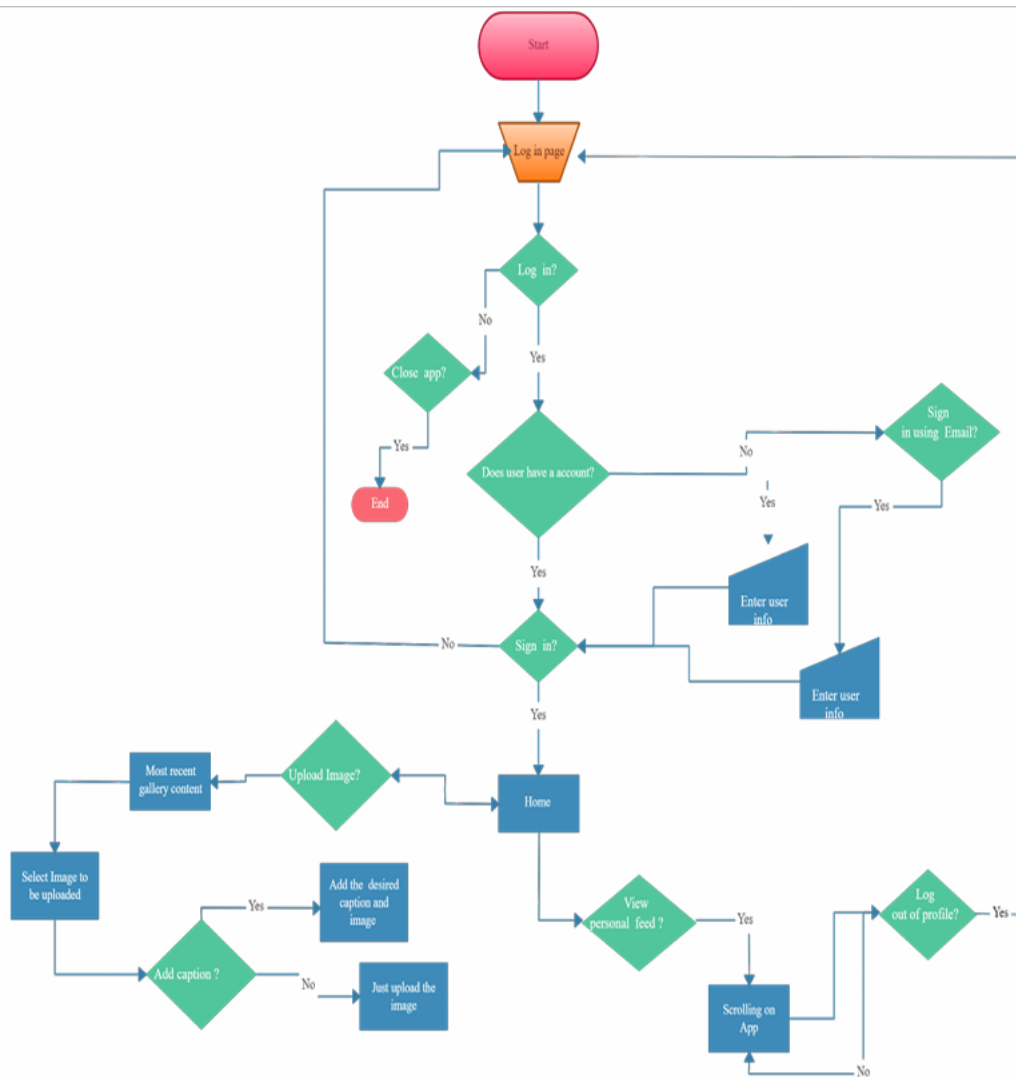 Start
Log in page
Log in?
No
Yes
Close app?
Yes
End
Does user have a account?
No
Sign
in using Email?
Yes
Yes
Yes
Enter user
info
Sign in?
No
Enter user
info
Yes
Upload Image?
Most recent
gallery content
Home
Select Image to
be uploaded
Add the desired
caption and
image
Yes
Add caption ?
No
Just upload the
image
View
personal feed ?
Yes
Log
out of profile?
Yes
Scrolling on
App
No